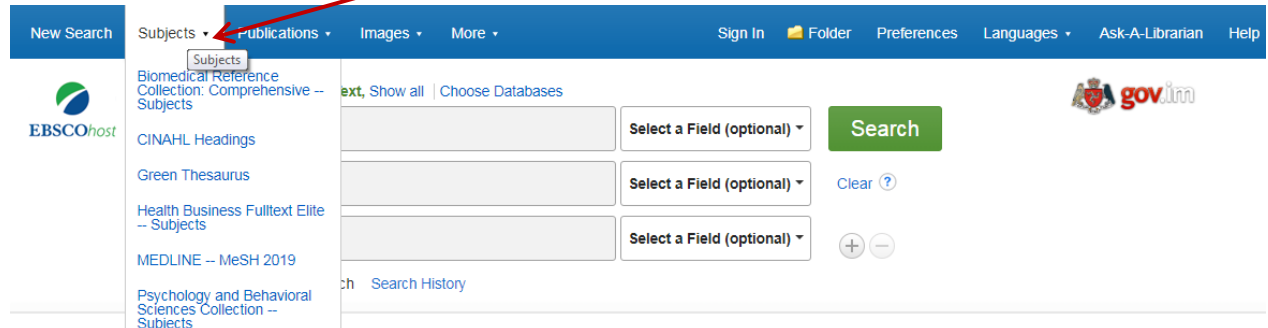 New Search Subjects Publications Images More Sign In Folder Preferences Languages Ask-A-Librarian Help
Subjects
Biomedical Reference
Collection: Comprehensive --
Subjects
CINAHL Headings
Green Thesaurus
Health Business Fulltext Elite
-- Subjects
MEDLINE -- MeSH 2019
Psychology and Behavioral
Sciences Collection --
Subjects
EBSCOhost
ext, Show all | Choose Databases
gov.im
Select a Field (optional) Search
Select a Field (optional) Clear ?
Select a Field (optional) + −
ch Search History